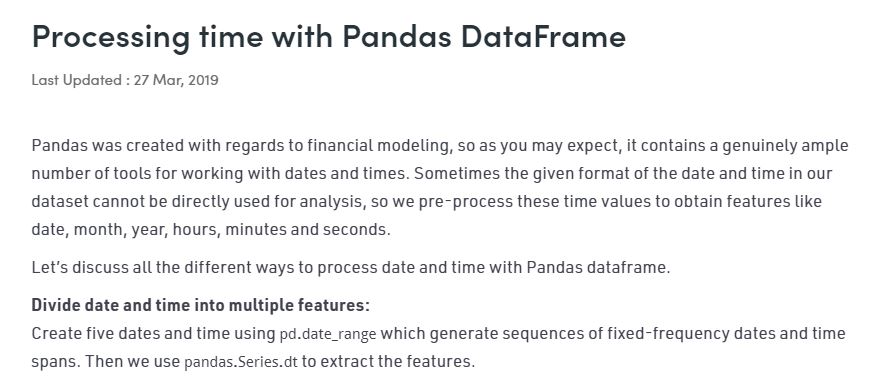 Processing time with Pandas DataFrame
Last Updated : 27 Mar, 2019
Pandas was created with regards to financial modeling, so as you may expect, it contains a genuinely ample
number of tools for working with dates and times. Sometimes the given format of the date and time in our
dataset cannot be directly used for analysis, so we pre-process these time values to obtain features like
date, month, year, hours, minutes and seconds.
Let’s discuss all the different ways to process date and time with Pandas dataframe.
Divide date and time into multiple features:
Create five dates and time using pd.date_range which generate sequences of fixed-frequency dates and time
spans. Then we use pandas.Series.dt to extract the features.